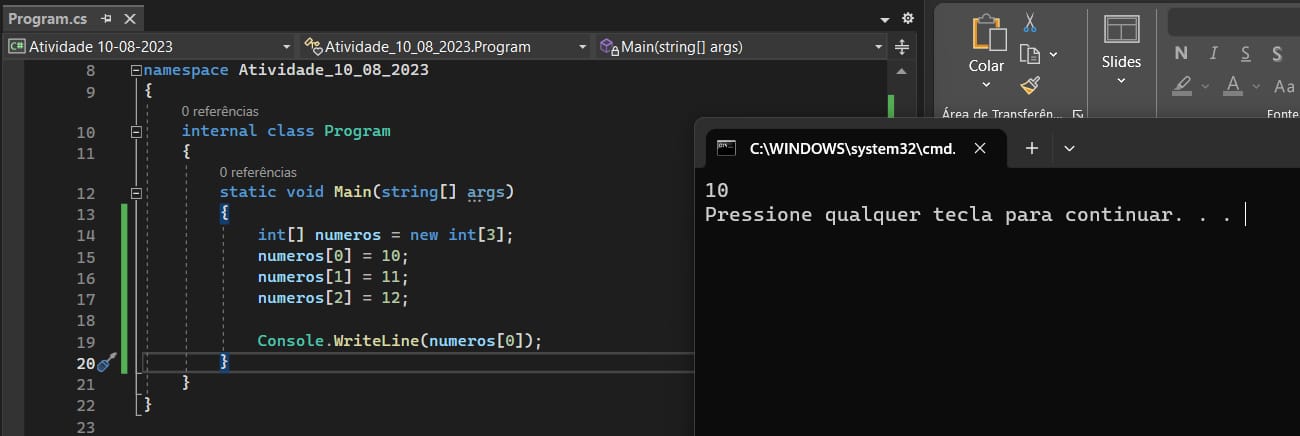 Program.cs
Atividade 10-08-2023
Atividade_10_08_2023.Program
Main(string[] args)
8 namespace Atividade_10_08_2023
9 {
0 referências
10 internal class Program
11 {
0 referências
12 static void Main(string[] args)
13 {
14 int[] numeros = new int[3];
15 numeros[0] = 10;
16 numeros[1] = 11;
17 numeros[2] = 12;
18
19 Console.WriteLine(numeros[0]);
20 }
21 }
22 }
23
Colar
Slides
N I S S
A Aa
Área de Transferên...
Fonte
C:\WINDOWS\system32\cmd.
10
Pressione qualquer tecla para continuar. . .